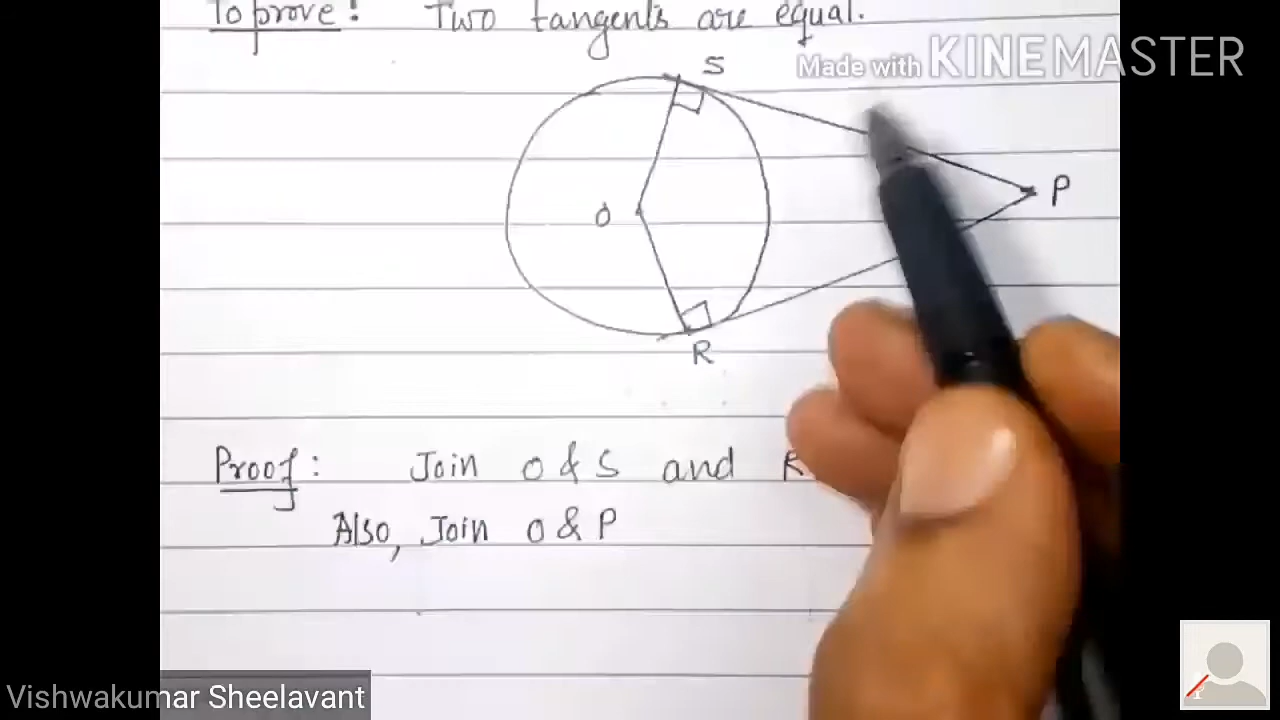 To prove: Two tangents are equal.
Made with KINEMASTER
S
O
P
R
Proof: Join O & S and R
Also, Join O & P
Vishwakumar Sheelavant